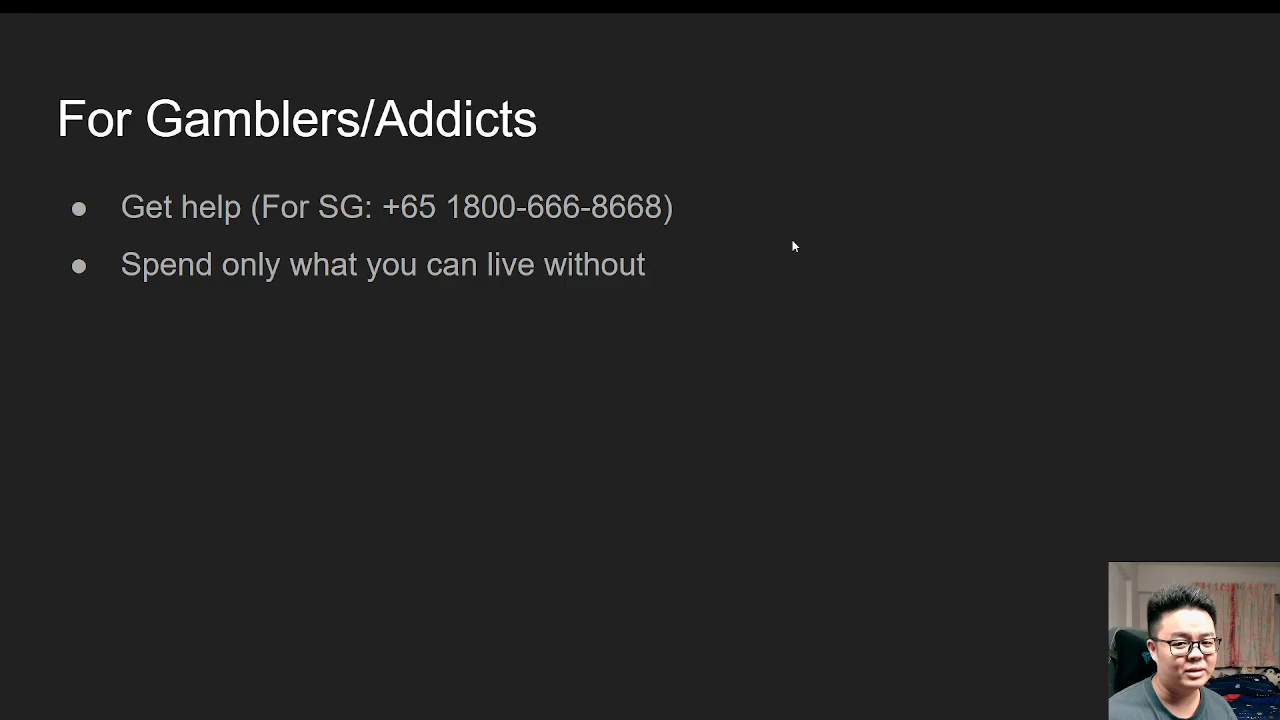 For Gamblers/Addicts
● Get help (For SG: +65 1800-666-8668)
● Spend only what you can live without